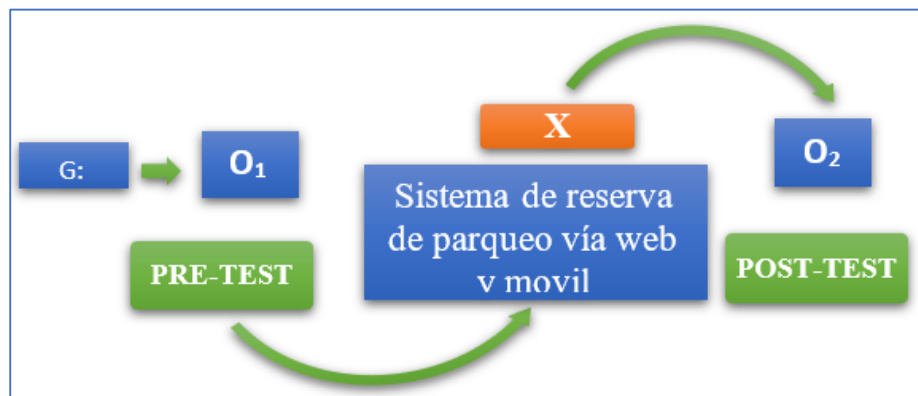 G:
O₁
PRE-TEST
X
Sistema de reserva
de parqueo vía web
y movil
O₂
POST-TEST